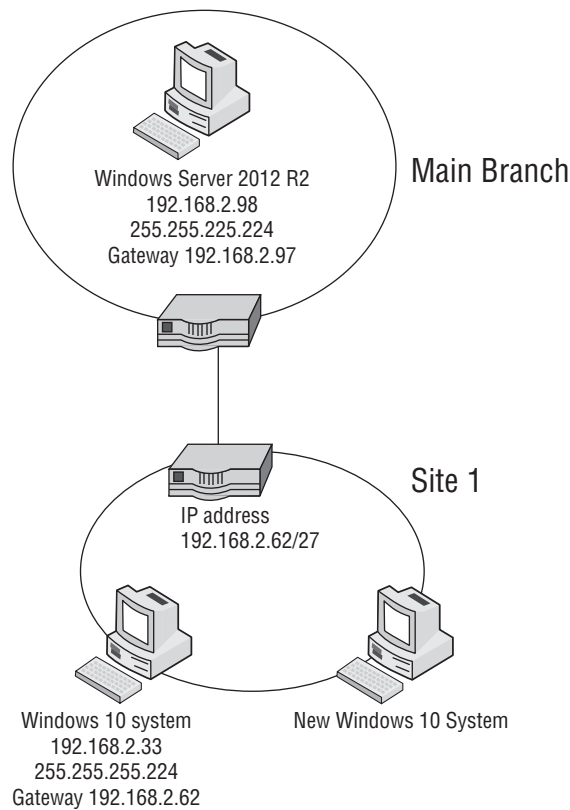 Windows Server 2012 R2
192.168.2.98
255.255.225.224
Gateway 192.168.2.97
Main Branch
Site 1
IP address
192.168.2.62/27
Windows 10 system
192.168.2.33
255.255.255.224
Gateway 192.168.2.62
New Windows 10 System